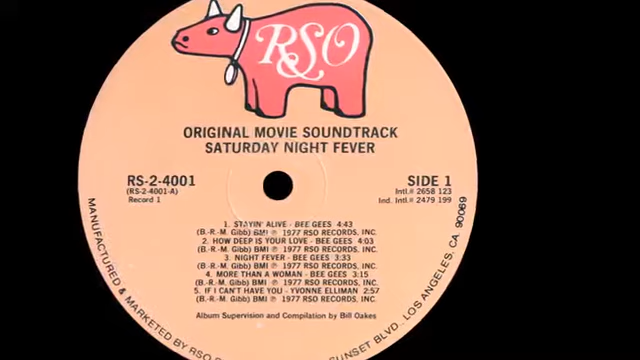 RSO
ORIGINAL MOVIE SOUNDTRACK
SATURDAY NIGHT FEVER
RS-2-4001
(RS-2-4001-A)
Record 1
SIDE 1
Intl.# 2658 123
Ind. Intl.# 2479 199
1. STAYIN' ALIVE - BEE GEES 4:43
(B.-R.-M. Gibb) BMI ℗ 1977 RSO RECORDS, INC.
2. HOW DEEP IS YOUR LOVE - BEE GEES 4:03
(B.-R.-M. Gibb) BMI ℗ 1977 RSO RECORDS, INC.
3. NIGHT FEVER - BEE GEES 3:33
(B.-R.-M. Gibb) BMI ℗ 1977 RSO RECORDS, INC.
4. MORE THAN A WOMAN - BEE GEES 3:15
(B.-R.-M. Gibb) BMI ℗ 1977 RSO RECORDS, INC.
5. IF I CAN'T HAVE YOU - YVONNE ELLIMAN 2:57
(B.-R.-M. Gibb) BMI ℗ 1977 RSO RECORDS, INC.
Album Supervision and Compilation by Bill Oakes
MANUFACTURED & MARKETED BY RSO SUNSET BLVD., LOS ANGELES, CA 90069